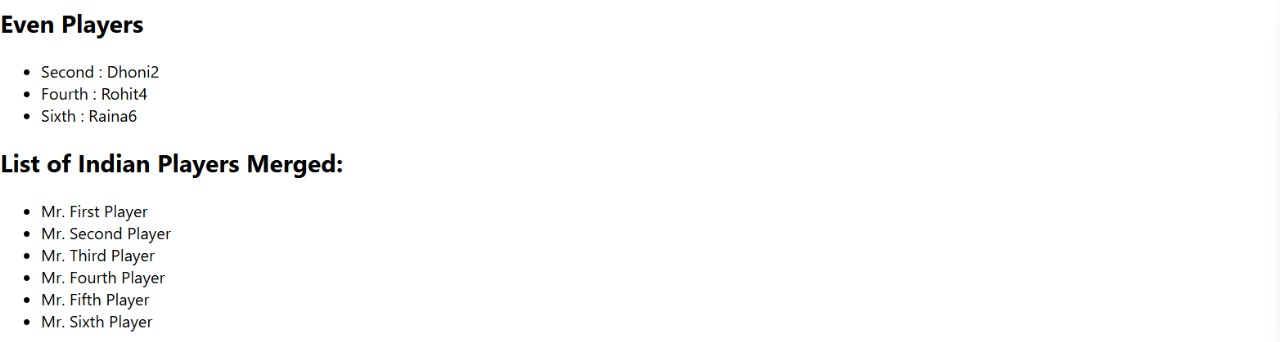 Even Players
Second : Dhoni2
Fourth : Rohit4
Sixth : Raina6
List of Indian Players Merged:
Mr. First Player
Mr. Second Player
Mr. Third Player
Mr. Fourth Player
Mr. Fifth Player
Mr. Sixth Player